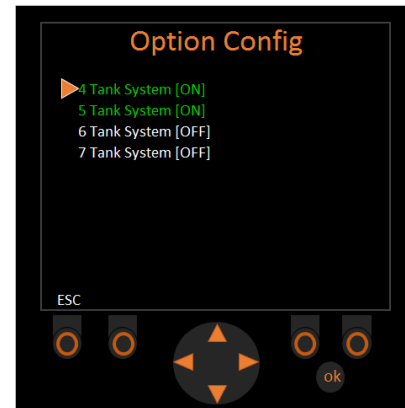 Option Config
4 Tank System [ON]
5 Tank System [ON]
6 Tank System [OFF]
7 Tank System [OFF]
ESC
ok